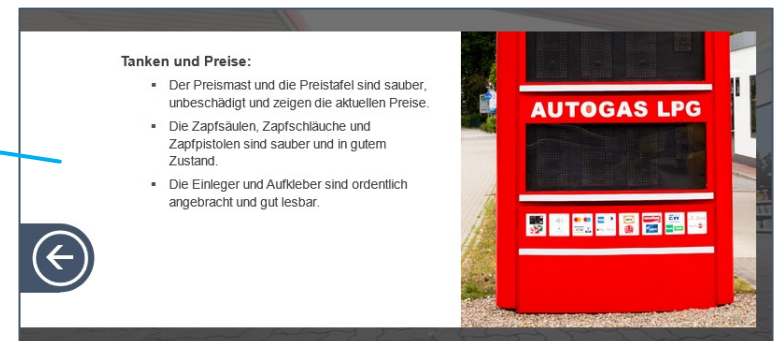 Tanken und Preise:
▪ Der Preismast und die Preistafel sind sauber,
unbeschädigt und zeigen die aktuellen Preise.
▪ Die Zapfsäulen, Zapfschläuche und
Zapfpistolen sind sauber und in gutem
Zustand.
▪ Die Einleger und Aufkleber sind ordentlich
angebracht und gut lesbar.
AUTOGAS LPG